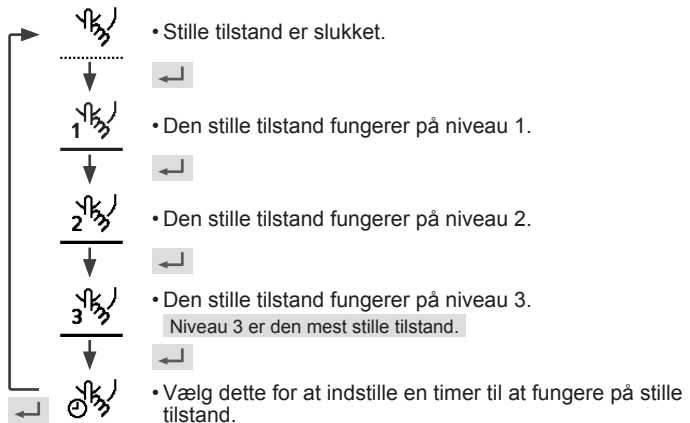 • Stille tilstand er slukket.
1
• Den stille tilstand fungerer på niveau 1.
2
• Den stille tilstand fungerer på niveau 2.
3
• Den stille tilstand fungerer på niveau 3.
Niveau 3 er den mest stille tilstand.
• Vælg dette for at indstille en timer til at fungere på stille
tilstand.